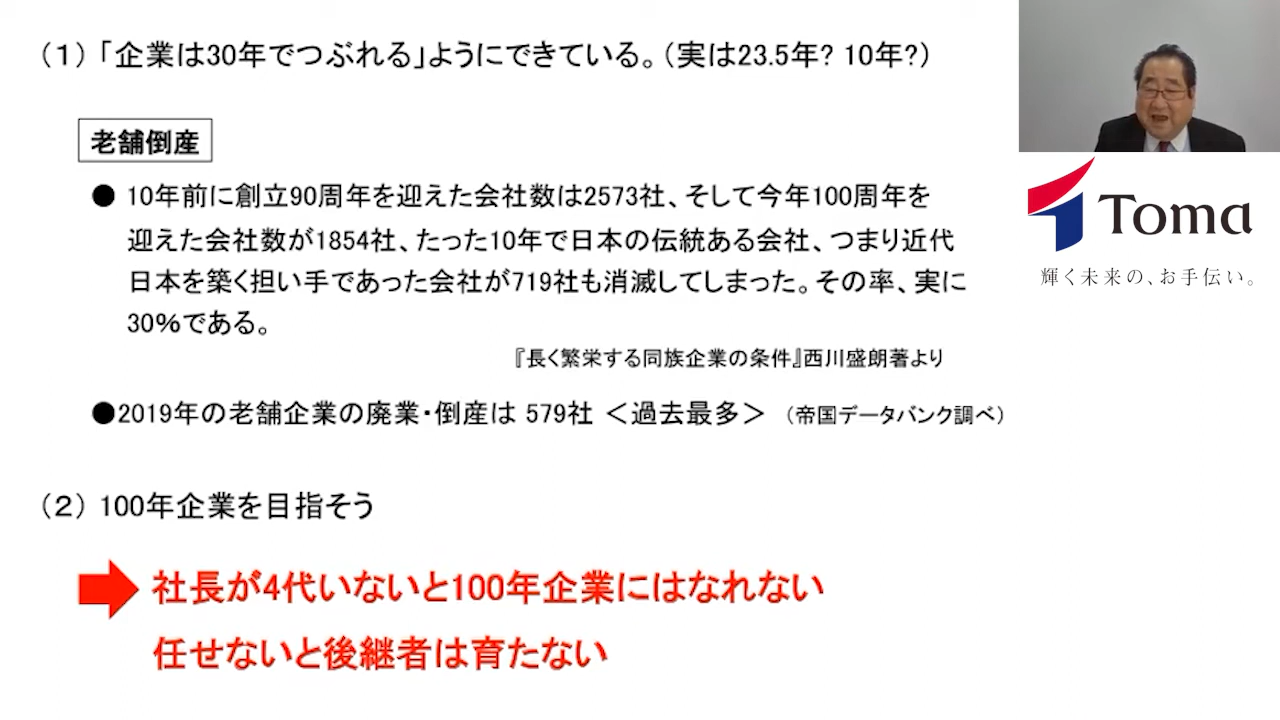 （１）「企業は30年でつぶれる」ようにできている。（実は23.5年? 10年?）
老舗倒産
● 10年前に創立90周年を迎えた会社数は2573社、そして今年100周年を
迎えた会社数が1854社、たった10年で日本の伝統ある会社、つまり近代
日本を築く担い手であった会社が719社も消滅してしまった。その率、実に
30％である。
『長く繁栄する同族企業の条件』西川盛朗著より
●2019年の老舗企業の廃業・倒産は 579社 ＜過去最多＞ （帝国データバンク調べ）
（２） 100年企業を目指そう
社長が4代いないと100年企業にはなれない
任せないと後継者は育たない
Toma
輝く未来の、お手伝い。